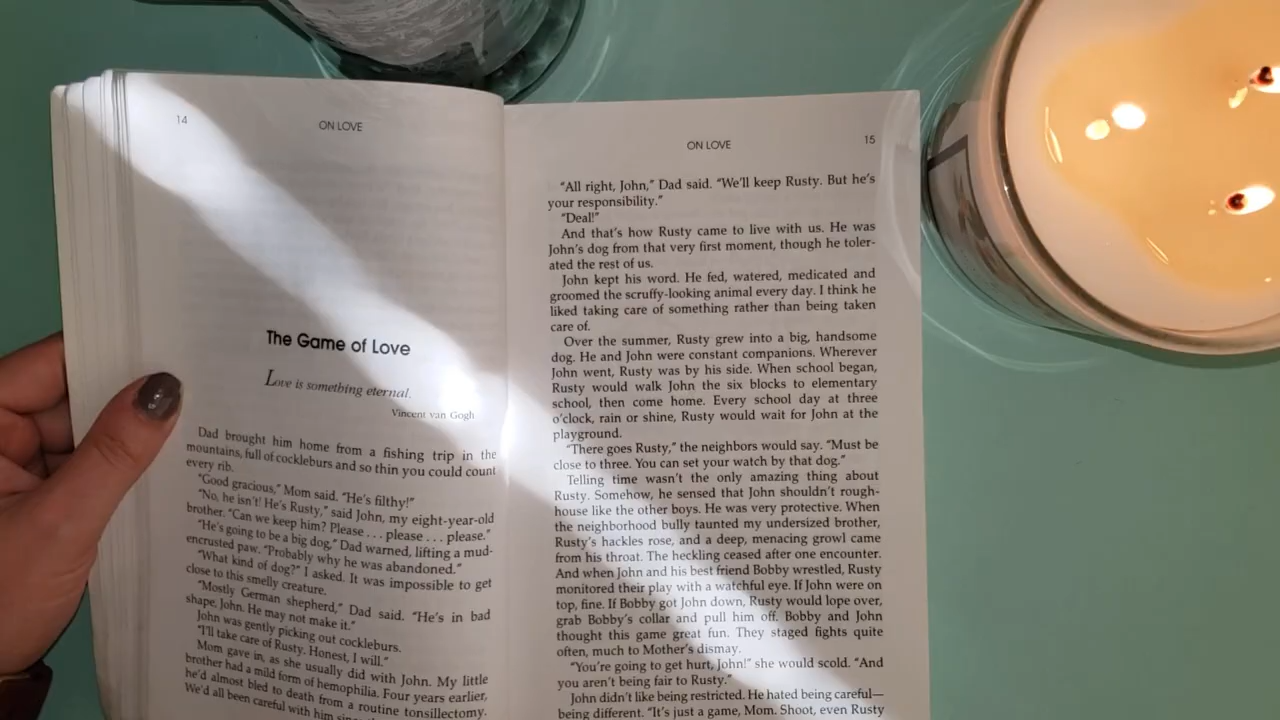 14
ON LOVE
The Game of Love
Love is something eternal.
Vincent van Gogh
Dad brought him home from a fishing trip in the
mountains, full of cockleburs and so thin you could count
every rib.
"Good gracious," Mom said. "He's filthy!"
"No, he isn't! He's Rusty," said John, my eight-year-old
brother. "Can we keep him? Please . . . please . . . please."
"He's going to be a big dog," Dad warned, lifting a mud-
encrusted paw. "Probably why he was abandoned."
"What kind of dog?" I asked. It was impossible to get
close to this smelly creature.
"Mostly German shepherd," Dad said. "He's in bad
shape, John. He may not make it."
John was gently picking out cockleburs.
"I'll take care of Rusty. Honest, I will."
Mom gave in, as she usually did with John. My little
brother had a mild form of hemophilia. Four years earlier,
he'd almost bled to death from a routine tonsillectomy.
We'd all been careful with him
ON LOVE
15
"All right, John," Dad said. "We'll keep Rusty. But he's
your responsibility."
"Deal!"
And that's how Rusty came to live with us. He was
John's dog from that very first moment, though he toler-
ated the rest of us.
John kept his word. He fed, watered, medicated and
groomed the scruffy-looking animal every day. I think he
liked taking care of something rather than being taken
care of.
Over the summer, Rusty grew into a big, handsome
dog. He and John were constant companions. Wherever
John went, Rusty was by his side. When school began,
Rusty would walk John the six blocks to elementary
school, then come home. Every school day at three
o'clock, rain or shine, Rusty would wait for John at the
playground.
"There goes Rusty," the neighbors would say. "Must be
close to three. You can set your watch by that dog."
Telling time wasn't the only amazing thing about
Rusty. Somehow, he sensed that John shouldn't rough-
house like the other boys. He was very protective. When
the neighborhood bully taunted my undersized brother,
Rusty's hackles rose, and a deep, menacing growl came
from his throat. The heckling ceased after one encounter.
And when John and his best friend Bobby wrestled, Rusty
monitored their play with a watchful eye. If John were on
top, fine. If Bobby got John down, Rusty would lope over,
grab Bobby's collar and pull him off. Bobby and John
thought this game great fun. They staged fights quite
often, much to Mother's dismay.
"You're going to get hurt, John!" she would scold. "And
you aren't being fair to Rusty."
John didn't like being restricted. He hated being careful—
being different. "It's just a game, Mom. Shoot, even Rusty